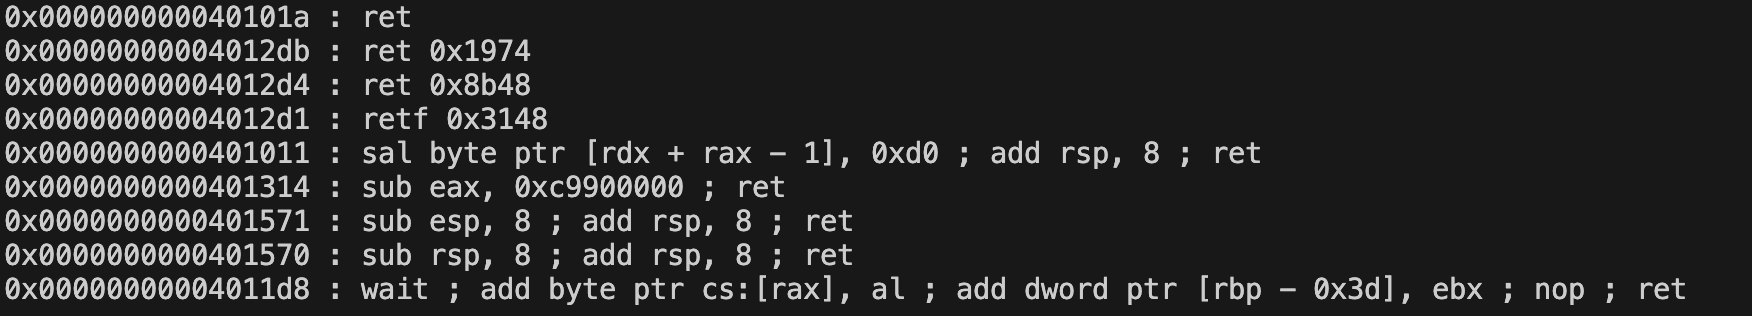 0x000000000040101a : ret
0x00000000004012db : ret 0x1974
0x00000000004012d4 : ret 0x8b48
0x00000000004012d1 : retf 0x3148
0x0000000000401011 : sal byte ptr [rdx + rax - 1], 0xd0 ; add rsp, 8 ; ret
0x0000000000401314 : sub eax, 0xc9900000 ; ret
0x0000000000401571 : sub esp, 8 ; add rsp, 8 ; ret
0x0000000000401570 : sub rsp, 8 ; add rsp, 8 ; ret
0x00000000004011d8 : wait ; add byte ptr cs:[rax], al ; add dword ptr [rbp - 0x3d], ebx ; nop ; ret